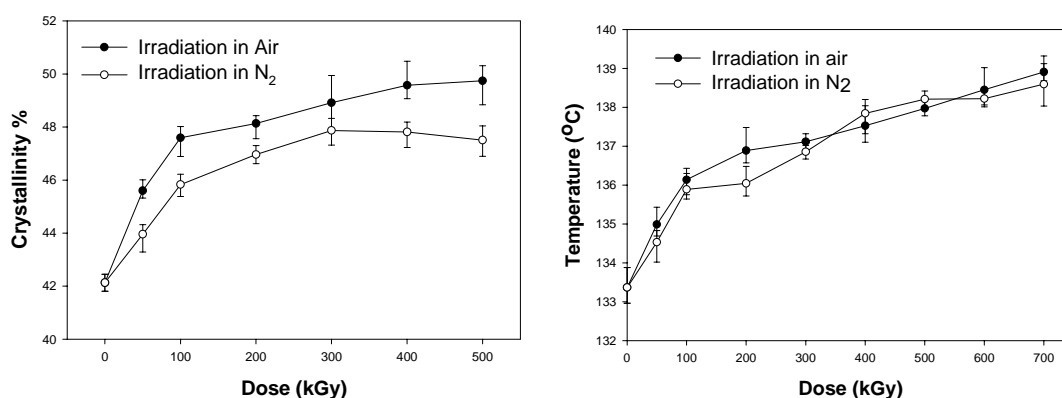 52
50
48
46
44
42
40
Crystallinity %
Irradiation in Air
Irradiation in N2
0 100 200 300 400 500
Dose (kGy)
140
139
138
137
136
135
134
133
132
Temperature (OC)
Irradiation in air
Irradiation in N2
0 100 200 300 400 500 600 700
Dose (kGy)